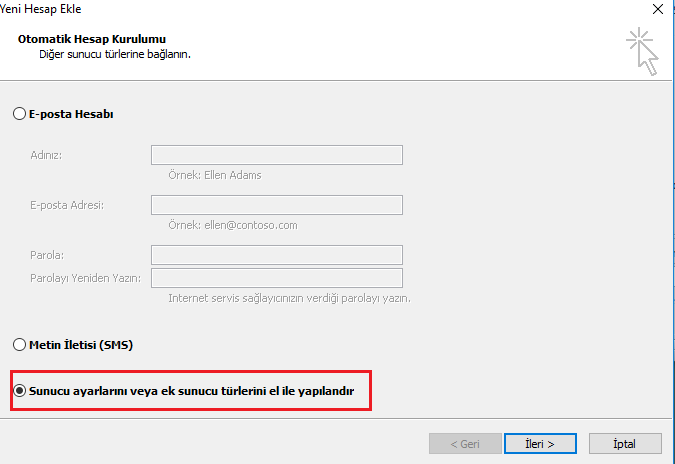 Yeni Hesap Ekle
Otomatik Hesap Kurulumu
Diğer sunucu türlerine bağlanın.
E-posta Hesabı
Adınız:
Örnek: Ellen Adams
E-posta Adresi:
Örnek: ellen@contoso.com
Parola:
Parolayı Yeniden Yazın:
Internet servis sağlayıcınızın verdiği parolayı yazın.
Metin İletisi (SMS)
Sunucu ayarlarını veya ek sunucu türlerini el ile yapılandır
< Geri
İleri >
İptal